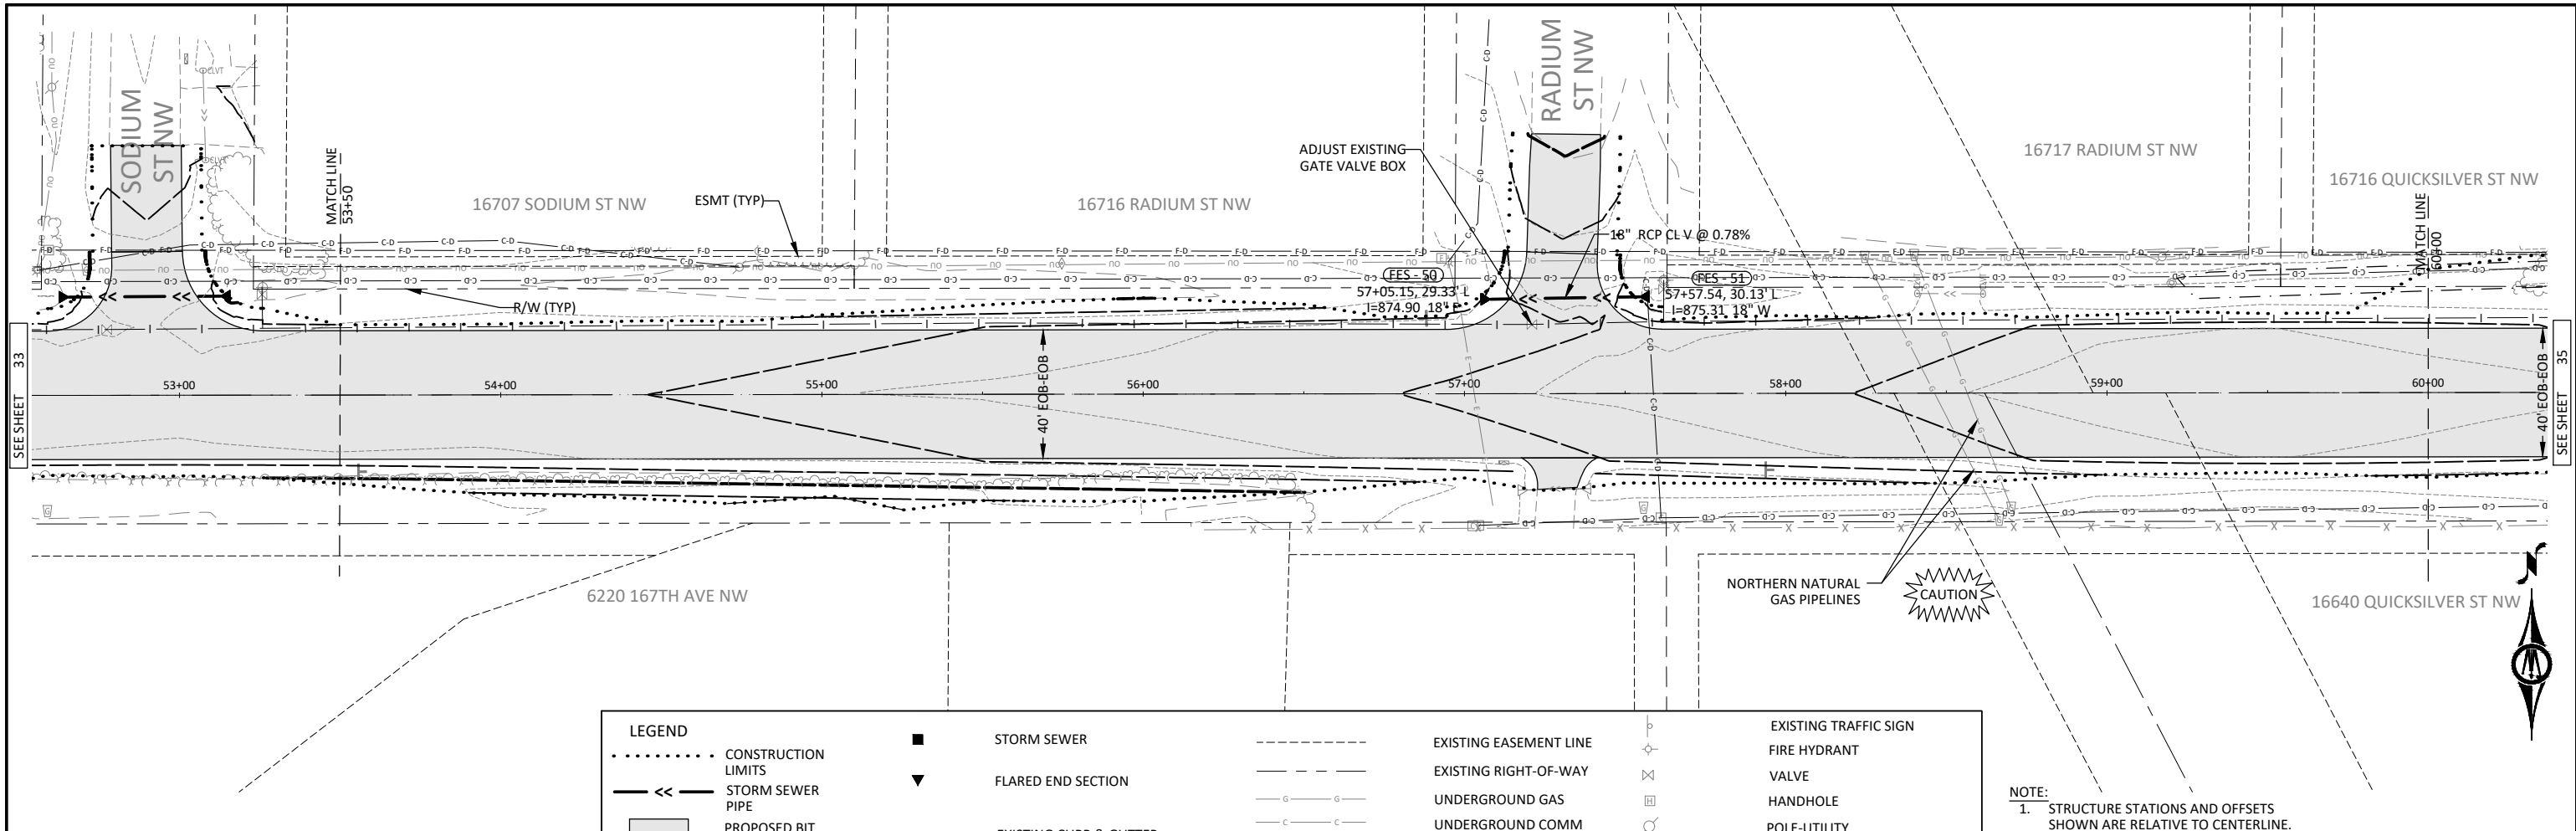 SODIUM
ST NW
RADIUM
ST NW
MATCH LINE
53+50
16707 SODIUM ST NW
ESMT (TYP)
16716 RADIUM ST NW
ADJUST EXISTING
GATE VALVE BOX
18" RCP CL V @ 0.78%
16717 RADIUM ST NW
16716 QUICKSILVER ST NW
MATCH LINE
60+00
R/W (TYP)
FES - 50
57+05.15, 29.33' L
I=874.90 18" E
FES - 51
57+57.54, 30.13' L
I=875.31 18" W
SEE SHEET 33
53+00
54+00
55+00
40' EOB-EOB
56+00
57+00
58+00
59+00
60+00
40' EOB-EOB
SEE SHEET 35
6220 167TH AVE NW
NORTHERN NATURAL
GAS PIPELINES
CAUTION
16640 QUICKSILVER ST NW
N
LEGEND
CONSTRUCTION
LIMITS
<<
STORM SEWER
PIPE
PROPOSED BIT
STORM SEWER
FLARED END SECTION
EXISTING CURB & GUTTER
EXISTING EASEMENT LINE
EXISTING RIGHT-OF-WAY
G G UNDERGROUND GAS
C C UNDERGROUND COMM
EXISTING TRAFFIC SIGN
FIRE HYDRANT
VALVE
H HANDHOLE
POLE-UTILITY
NOTE:
1. STRUCTURE STATIONS AND OFFSETS
SHOWN ARE RELATIVE TO CENTERLINE.